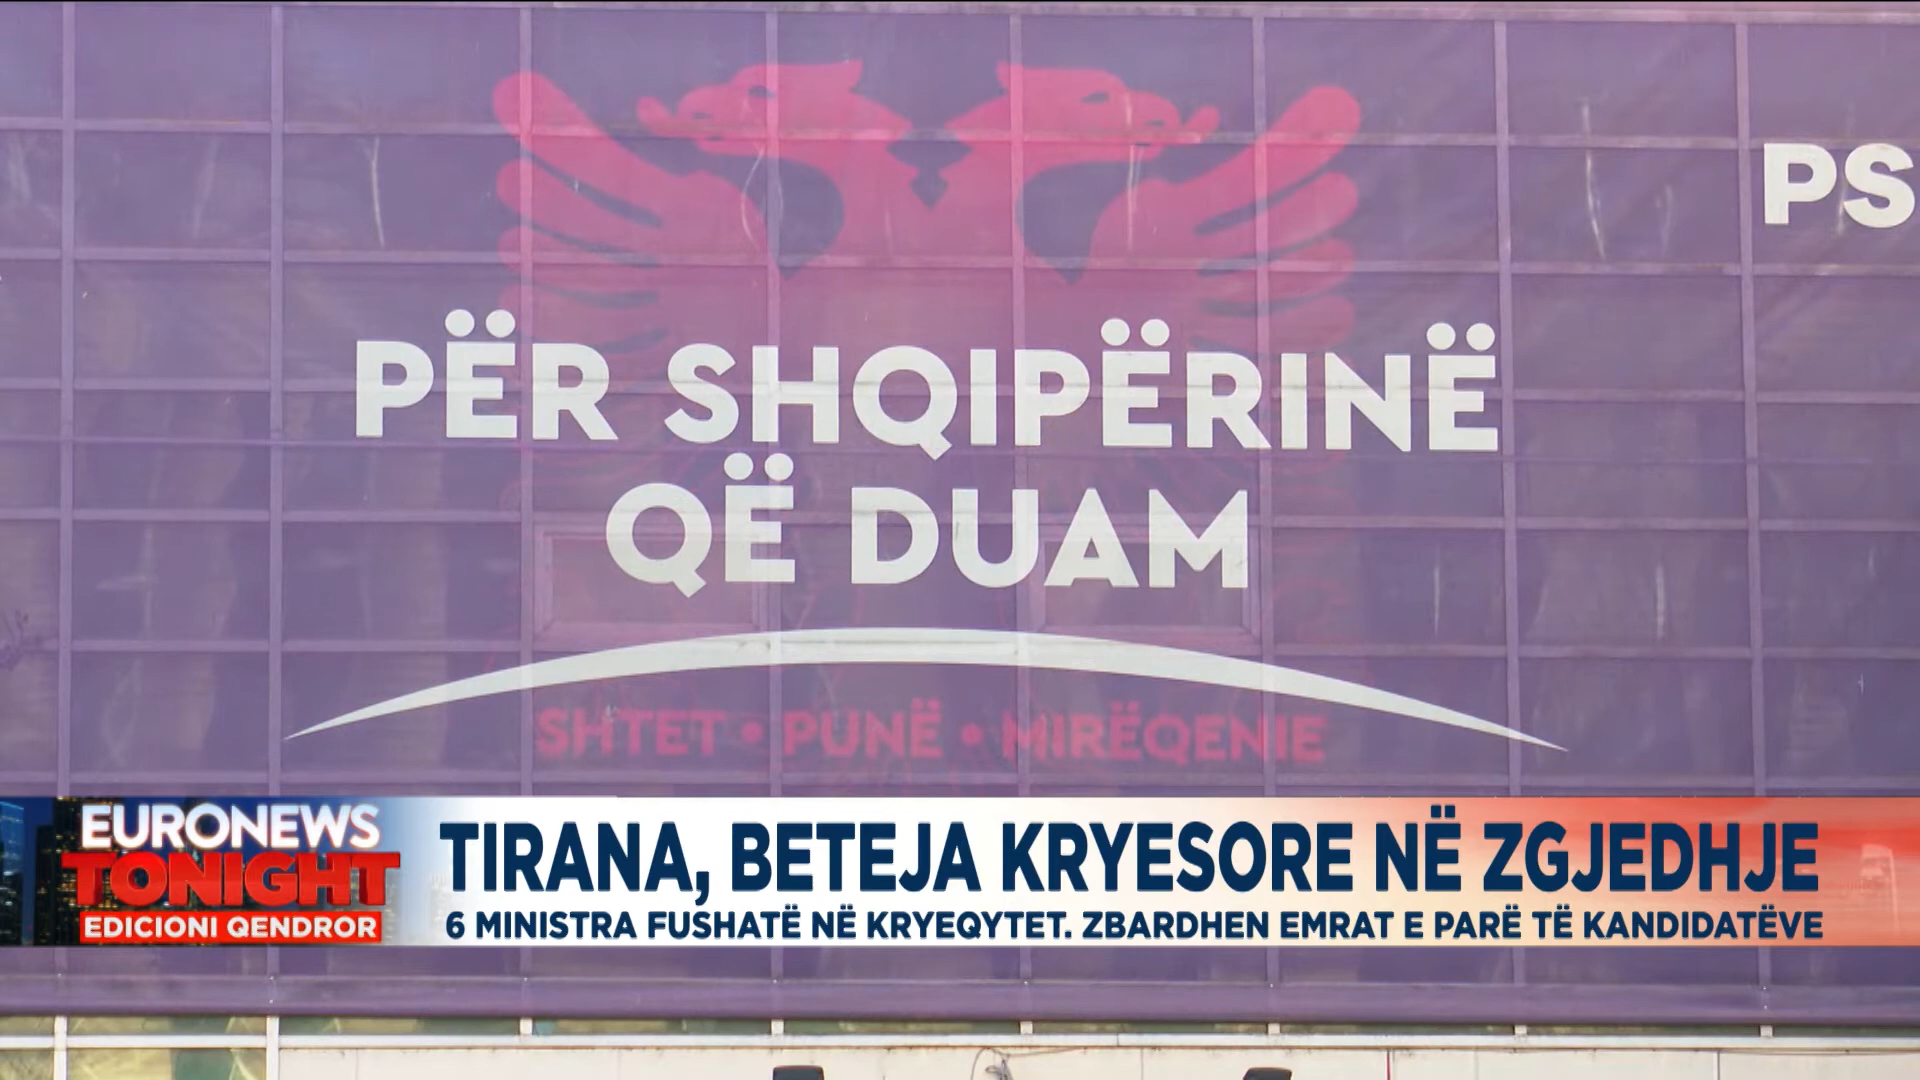 PS
PËR SHQIPËRINË
QË DUAM
SHTET • PUNË • MIRËQENIE
EURONEWS
TONIGHT
EDICIONI QENDROR
TIRANA, BETEJA KRYESORE NË ZGJEDHJE
6 MINISTRA FUSHATË NË KRYEQYTET. ZBARDHEN EMRAT E PARË TË KANDIDATËVE